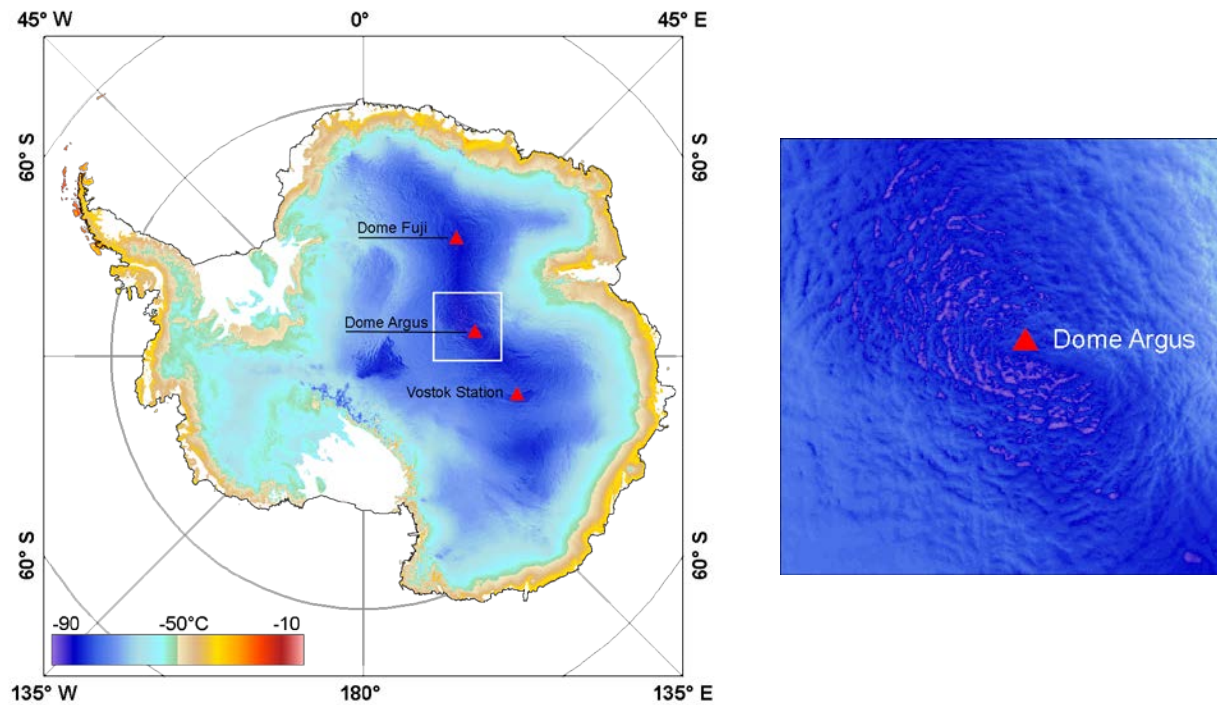 45° W
0°
45° E
60° S
60° S
Dome Fuji
Dome Argus
Dome Argus
Vostok Station
60° S
60° S
-90
-50°C
-10
135° W
180°
135° E